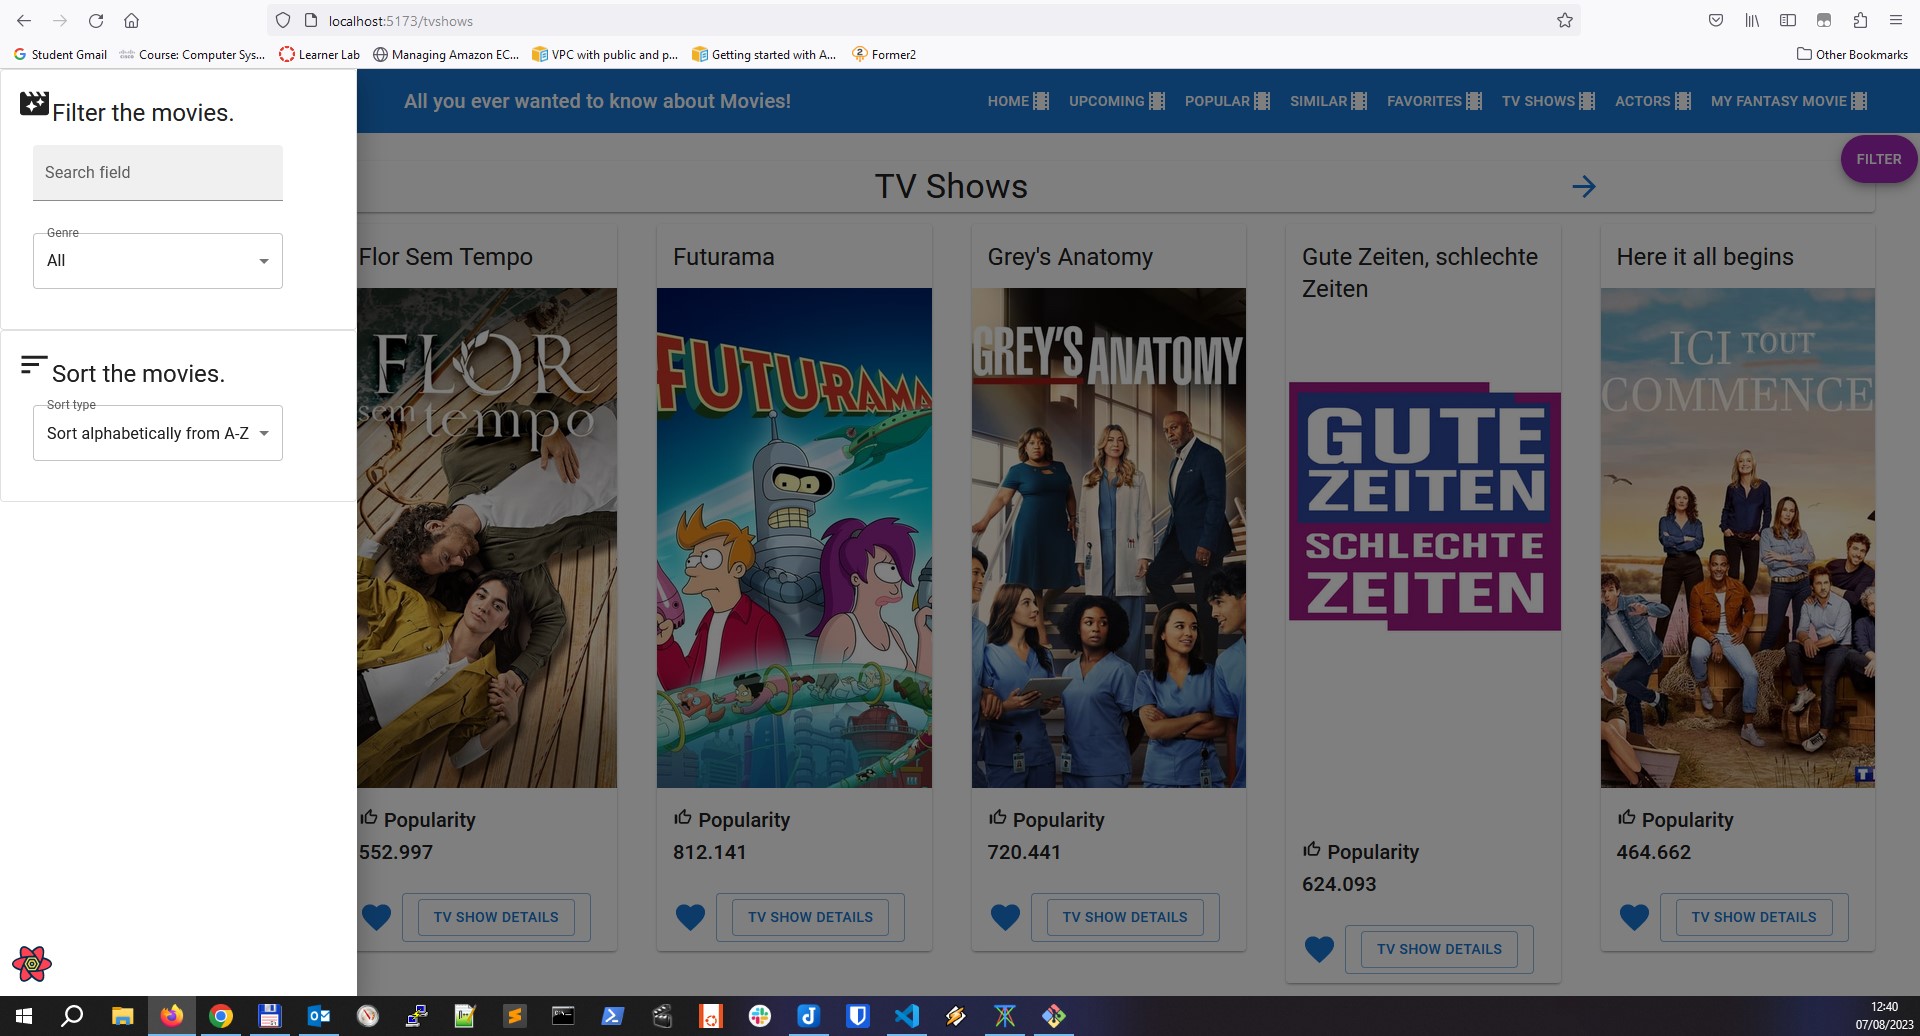 localhost:5173/tvshows
Student Gmail
Course: Computer Sys...
Learner Lab
Managing Amazon EC...
VPC with public and p...
Getting started with A...
Former2
Other Bookmarks
All you ever wanted to know about Movies!
HOME
UPCOMING
POPULAR
SIMILAR
FAVORITES
TV SHOWS
ACTORS
MY FANTASY MOVIE
FILTER
Filter the movies.
Search field
Genre
All
Sort the movies.
Sort type
Sort alphabetically from A-Z
TV Shows
Flor Sem Tempo
FLOR
sem tempo
Popularity
552.997
TV SHOW DETAILS
Futurama
FUTURAMA
Popularity
812.141
TV SHOW DETAILS
Grey's Anatomy
GREY'S ANATOMY
Popularity
720.441
TV SHOW DETAILS
Gute Zeiten, schlechte
Zeiten
GUTE
ZEITEN
SCHLECHTE
ZEITEN
Popularity
624.093
TV SHOW DETAILS
Here it all begins
ICI TOUT
COMMENCE
Popularity
464.662
TV SHOW DETAILS
12:40
07/08/2023